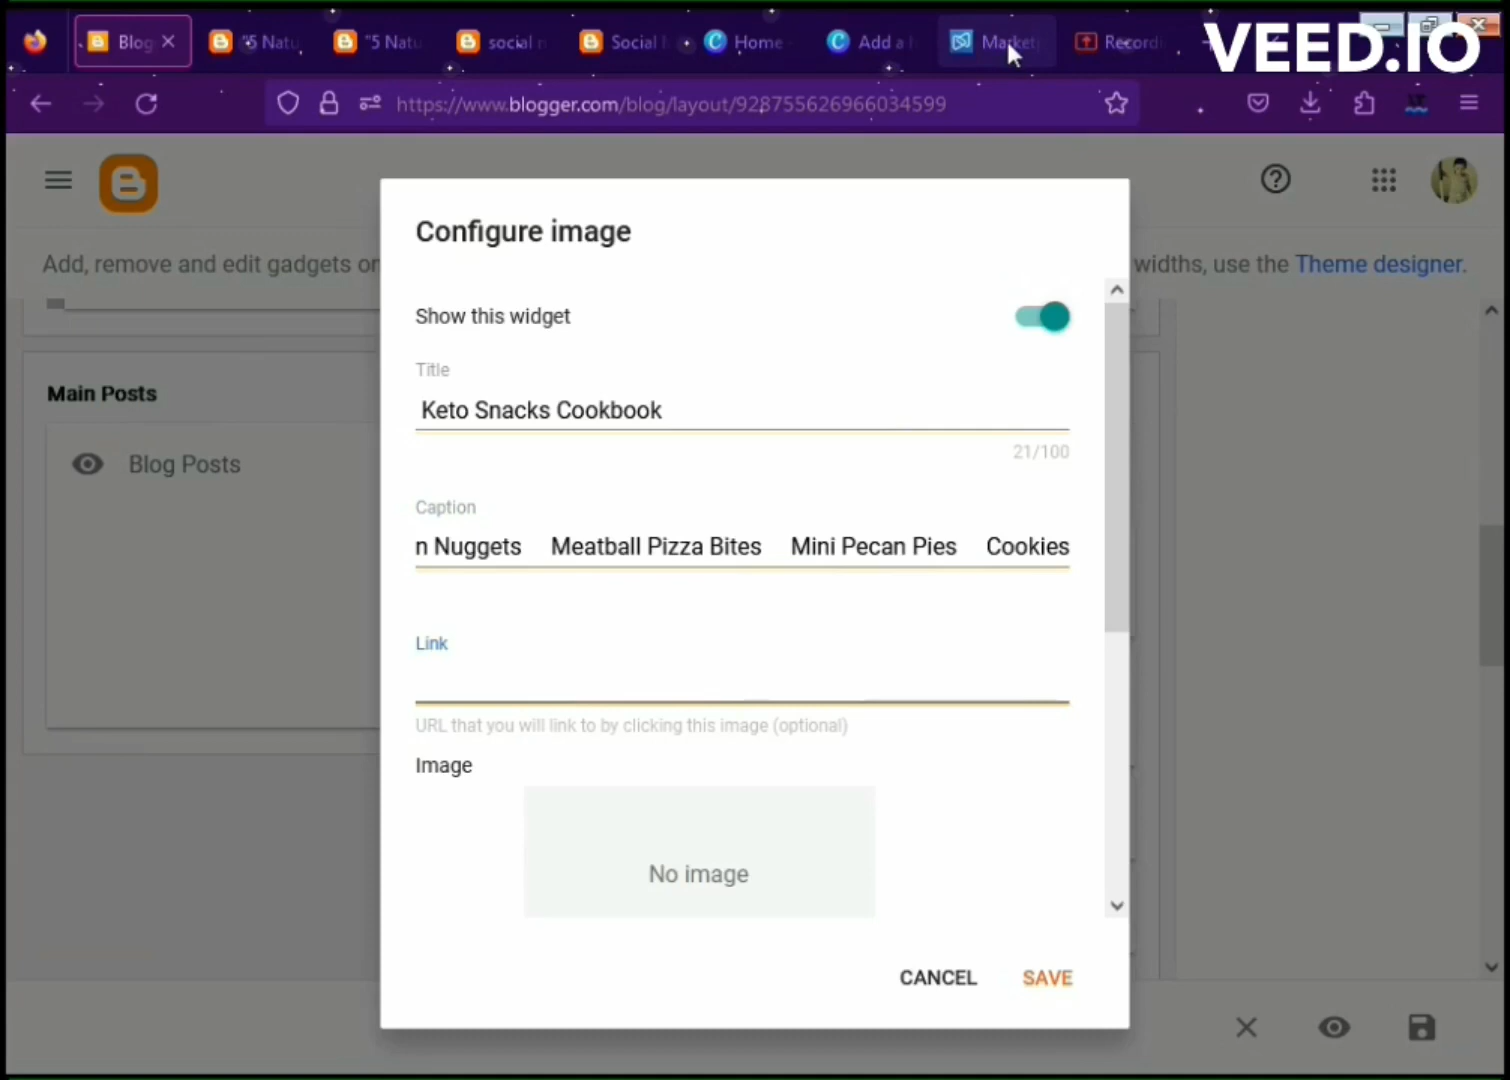 Blog
"5 Natu
"5 Natu
social n
Social
Home
Add a
Market
Record
VEED.IO
https://www.blogger.com/blog/layout/928755626966034599
Add, remove and edit gadgets on
widths, use the Theme designer.
Configure image
Show this widget
Title
Keto Snacks Cookbook
21/100
Main Posts
Blog Posts
Caption
n Nuggets Meatball Pizza Bites Mini Pecan Pies Cookies
Link
URL that you will link to by clicking this image (optional)
Image
No image
CANCEL SAVE